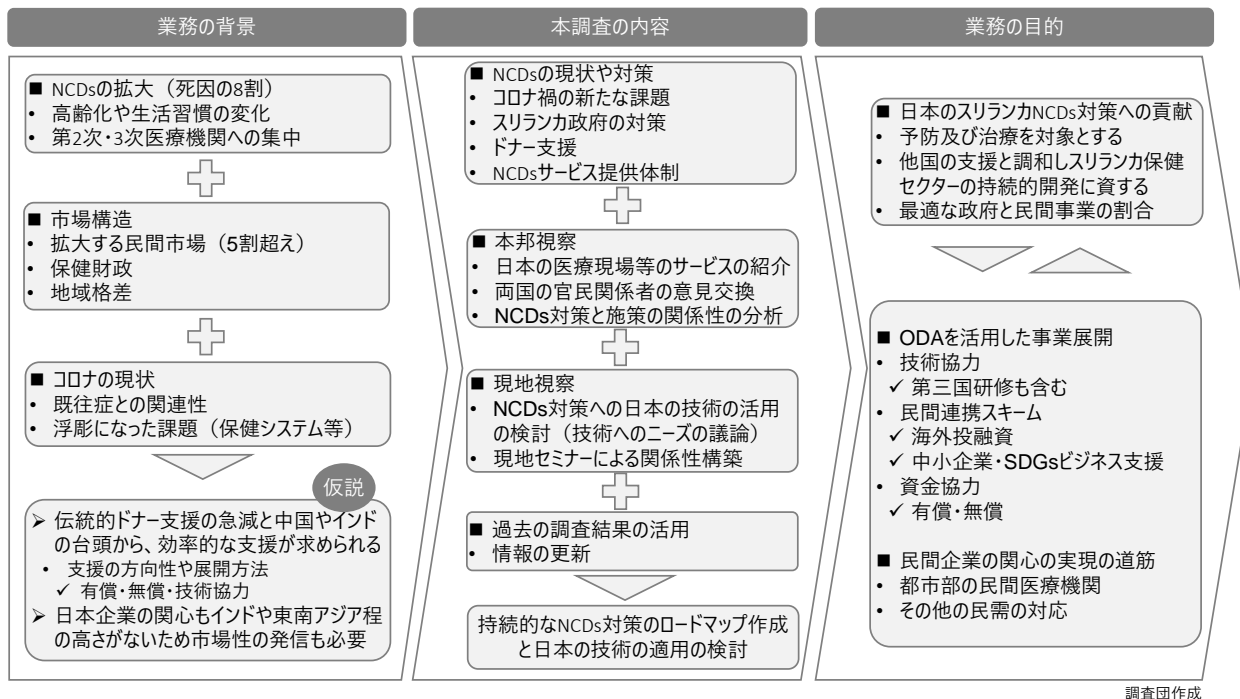 業務の背景
■ NCDsの拡大（死因の8割）
• 高齢化や生活習慣の変化
• 第2次・3次医療機関への集中
■ 市場構造
• 拡大する民間市場（5割超え）
• 保健財政
• 地域格差
■ コロナの現状
• 既往症との関連性
• 浮彫になった課題（保健システム等）
仮説
➢ 伝統的ドナー支援の急減と中国やインド
の台頭から、効率的な支援が求められる
• 支援の方向性や展開方法
✓ 有償・無償・技術協力
➢ 日本企業の関心もインドや東南アジア程
の高さがないため市場性の発信も必要
本調査の内容
■ NCDsの現状や対策
• コロナ禍の新たな課題
• スリランカ政府の対策
• ドナー支援
• NCDsサービス提供体制
■ 本邦視察
• 日本の医療現場等のサービスの紹介
• 両国の官民関係者の意見交換
• NCDs対策と施策の関係性の分析
■ 現地視察
• NCDs対策への日本の技術の活用
の検討（技術へのニーズの議論）
• 現地セミナーによる関係性構築
■ 過去の調査結果の活用
• 情報の更新
持続的なNCDs対策のロードマップ作成
と日本の技術の適用の検討
業務の目的
■ 日本のスリランカNCDs対策への貢献
• 予防及び治療を対象とする
• 他国の支援と調和しスリランカ保健
セクターの持続的開発に資する
• 最適な政府と民間事業の割合
■ ODAを活用した事業展開
• 技術協力
✓ 第三国研修も含む
• 民間連携スキーム
✓ 海外投融資
✓ 中小企業・SDGsビジネス支援
• 資金協力
✓ 有償・無償
■ 民間企業の関心の実現の道筋
• 都市部の民間医療機関
• その他の民需の対応
調査団作成